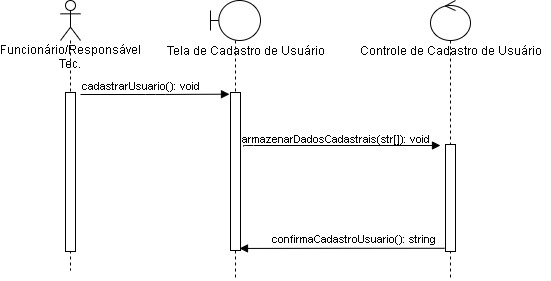 Funcionário/Responsável
Tec.
Tela de Cadastro de Usuário
Controle de Cadastro de Usuário
cadastrarUsuario(): void
armazenarDadosCadastrais(str[]): void
confirmaCadastroUsuario(): string